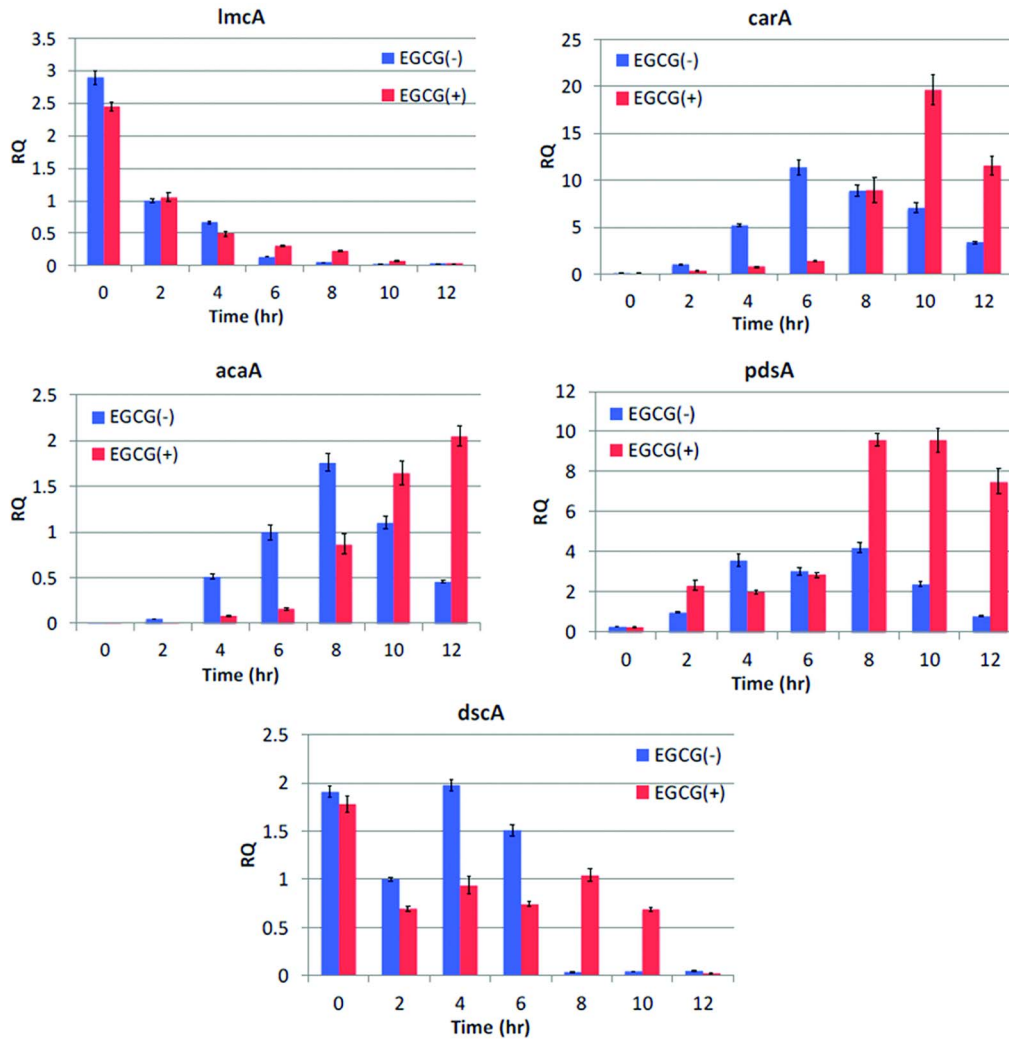 lmcA
3.5
3
2.5
2
1.5
1
0.5
0
RQ
EGCG(-)
EGCG(+)
0 2 4 6 8 10 12
Time (hr)
carA
25
20
15
10
5
0
RQ
EGCG(-)
EGCG(+)
0 2 4 6 8 10 12
Time (hr)
acaA
2.5
2
1.5
1
0.5
0
RQ
EGCG(-)
EGCG(+)
0 2 4 6 8 10 12
Time (hr)
pdsA
12
10
8
6
4
2
0
RQ
EGCG(-)
EGCG(+)
0 2 4 6 8 10 12
Time (hr)
dscA
2.5
2
1.5
1
0.5
0
RQ
EGCG(-)
EGCG(+)
0 2 4 6 8 10 12
Time (hr)